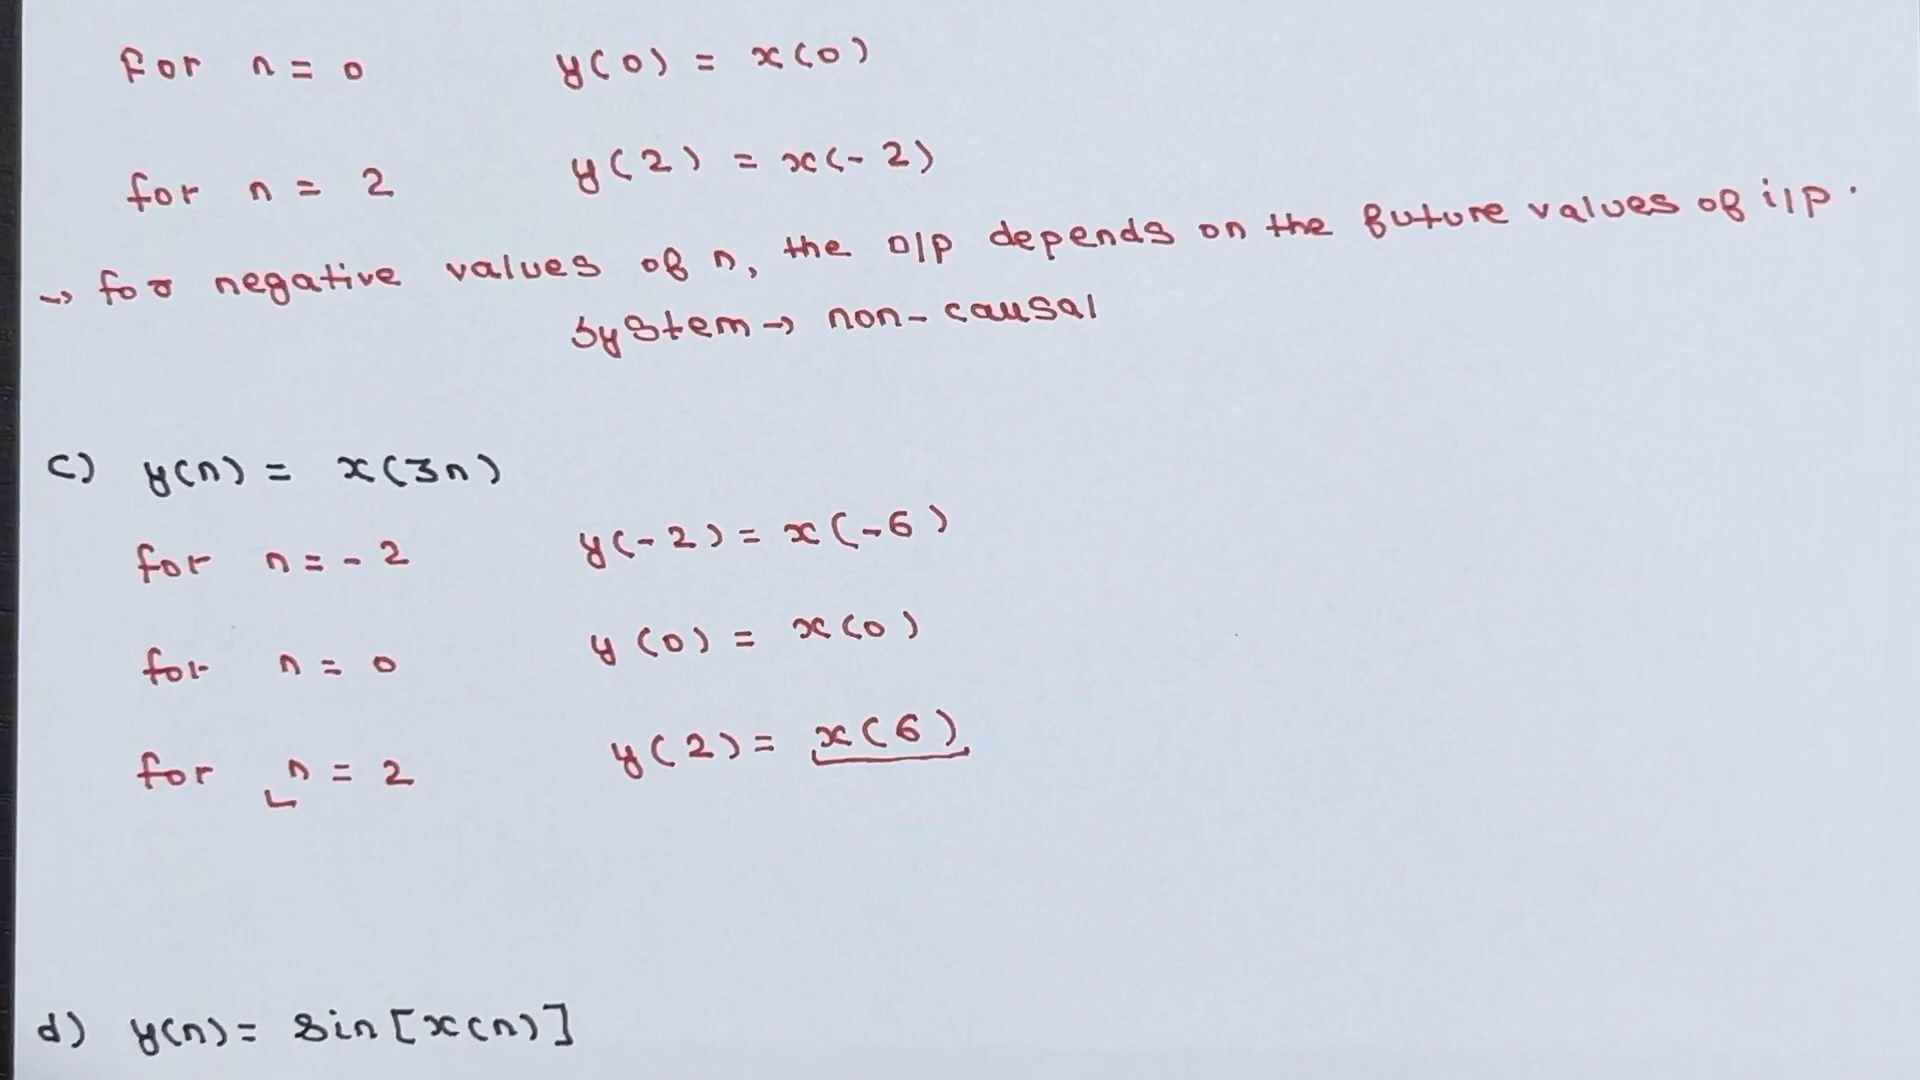 for n = 0 y(0) = x(0)
for n = 2 y(2) = x(-2)
→ for negative values of n, the o/p depends on the future values of i/p.
System → non-causal
c) y(n) = x(3n)
for n = -2 y(-2) = x(-6)
for n = 0 y(0) = x(0)
for n = 2 y(2) = x(6)
d) y(n) = sin[x(n)]